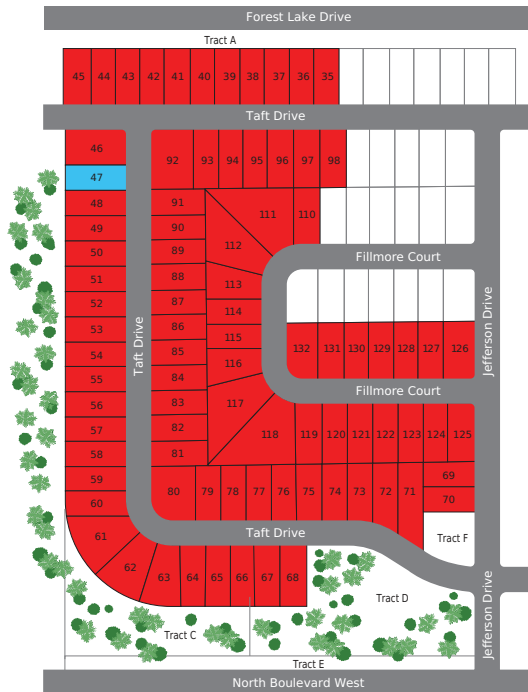 Forest Lake Drive
Tract A
45 44 43 42 41 40 39 38 37 36 35
Taft Drive
46
92 93 94 95 96 97 98
47
48
91
111 110
49
90
112
50
89
Fillmore Court
51
88
113
52
87
114
53
86
115
132 131 130 129 128 127 126
Taft Drive
Jefferson Drive
54
85
116
55
84
56
83
117
Fillmore Court
57
82
118 119 120 121 122 123 124 125
58
81
59
80 79 78 77 76 75 74 73 72 71
69
60
70
61
Taft Drive
Tract F
62
63 64 65 66 67 68
Tract D
Jefferson Drive
Tract C
Tract E
North Boulevard West